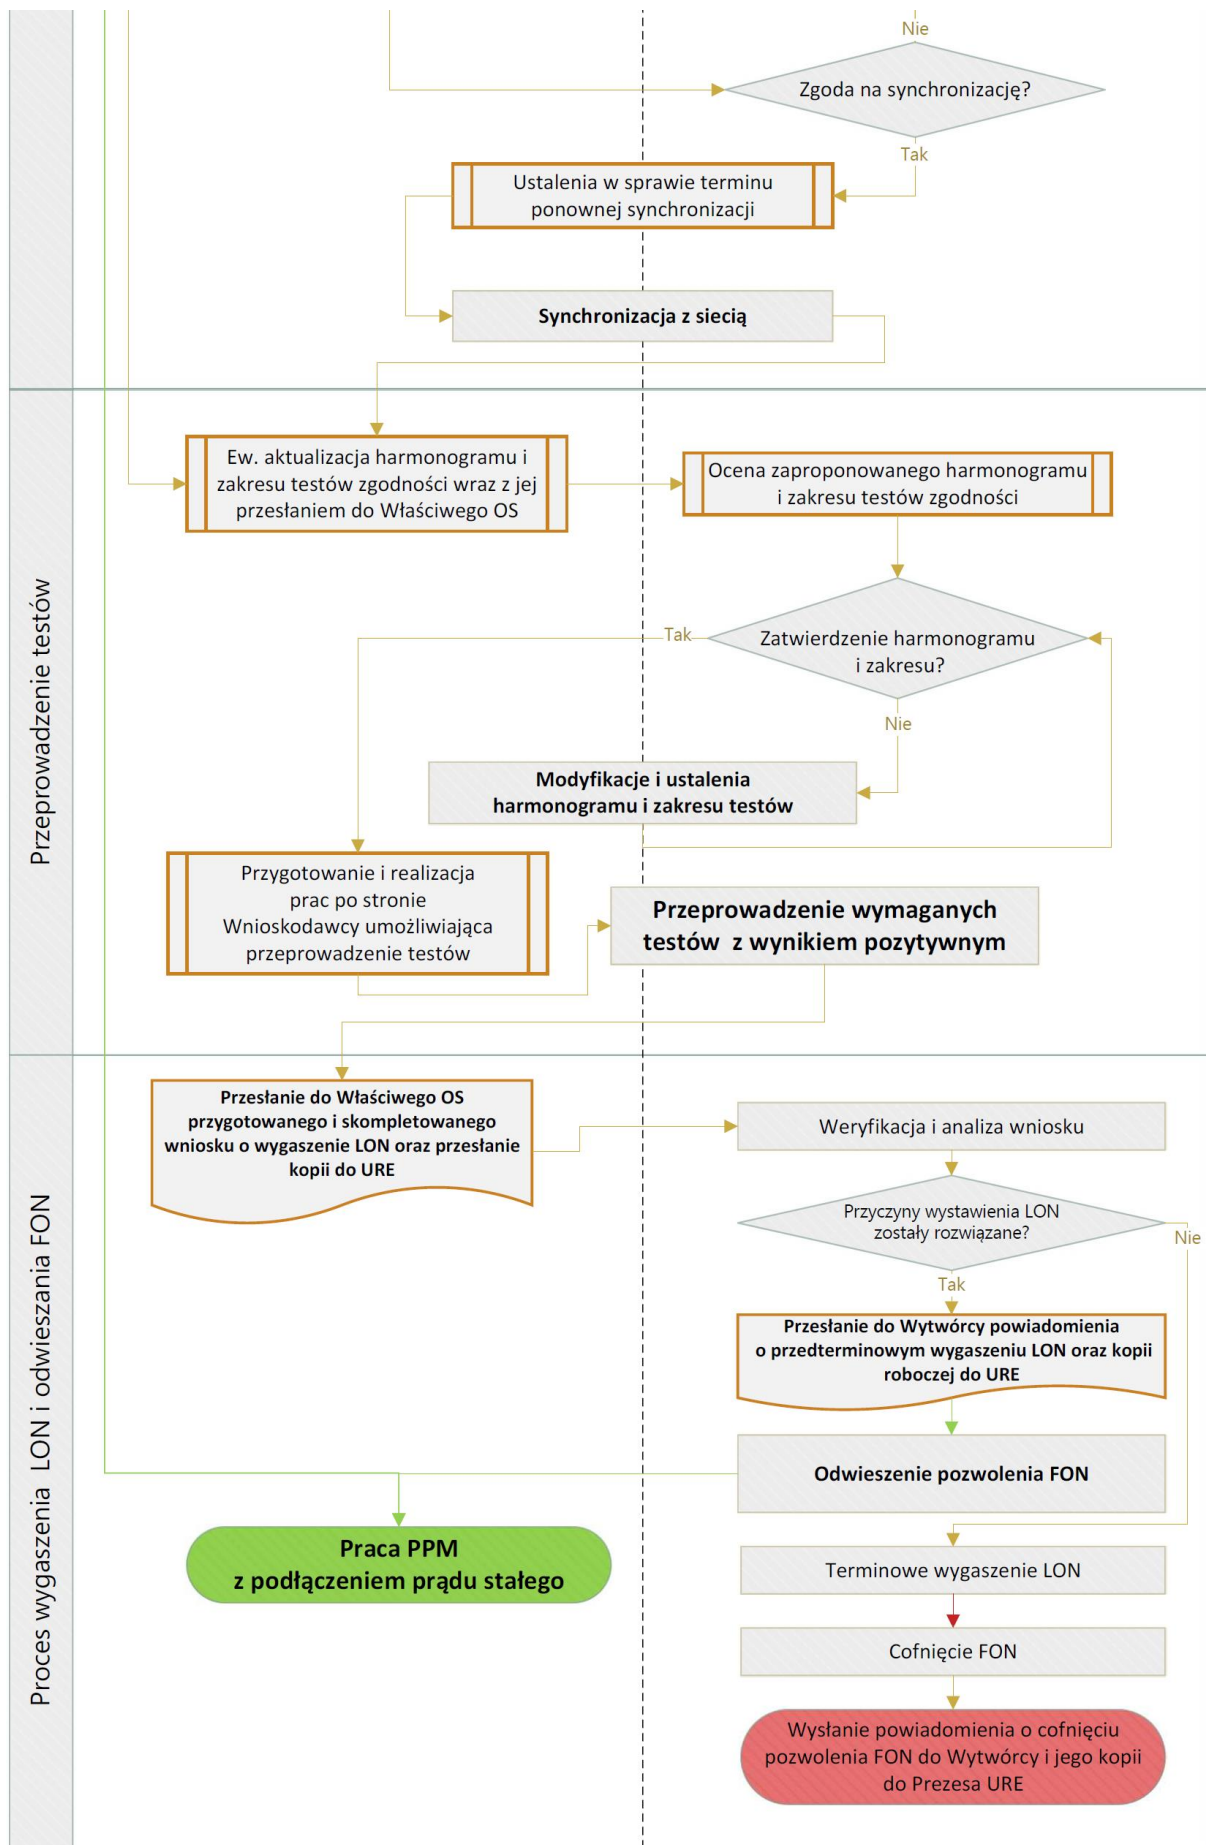 Nie
Zgoda na synchronizację?
Tak
Ustalenia w sprawie terminu
ponownej synchronizacji
Synchronizacja z siecią
Przeprowadzenie testów
Ew. aktualizacja harmonogramu i
zakresu testów zgodności wraz z jej
przesłaniem do Właściwego OS
Ocena zaproponowanego harmonogramu
i zakresu testów zgodności
Zatwierdzenie harmonogramu
i zakresu?
Tak
Nie
Modyfikacje i ustalenia
harmonogramu i zakresu testów
Przygotowanie i realizacja
prac po stronie
Wnioskodawcy umożliwiająca
przeprowadzenie testów
Przeprowadzenie wymaganych
testów z wynikiem pozytywnym
Proces wygaszenia LON i odwieszania FON
Przesłanie do Właściwego OS
przygotowanego i skompletowanego
wniosku o wygaszenie LON oraz przesłanie
kopii do URE
Weryfikacja i analiza wniosku
Przyczyny wystawienia LON
zostały rozwiązane?
Nie
Tak
Przesłanie do Wytwórcy powiadomienia
o przedterminowym wygaszeniu LON oraz kopii
roboczej do URE
Odwieszenie pozwolenia FON
Praca PPM
z podłączeniem prądu stałego
Terminowe wygaszenie LON
Cofnięcie FON
Wysłanie powiadomienia o cofnięciu
pozwolenia FON do Wytwórcy i jego kopii
do Prezesa URE